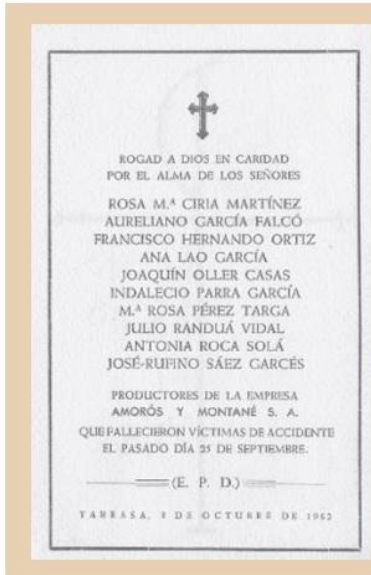 ROGAD A DIOS EN CARIDAD
POR EL ALMA DE LOS SEÑORES
ROSA M.ª CIRIA MARTÍNEZ
AURELIANO GARCÍA FALCÓ
FRANCISCO HERNANDO ORTIZ
ANA LAO GARCÍA
JOAQUÍN OLLER CASAS
INDALECIO PARRA GARCÍA
M.ª ROSA PÉREZ TARGA
JULIO RANDUÁ VIDAL
ANTONIA ROCA SOLÁ
JOSÉ-RUFINO SÁEZ GARCÉS
PRODUCTORES DE LA EMPRESA
AMORÓS Y MONTANÉ S. A.
QUE FALLECIERON VÍCTIMAS DE ACCIDENTE
EL PASADO DÍA 25 DE SEPTIEMBRE.
(E. P. D.)
TARRASA, DE OCTUBRE DE 1962